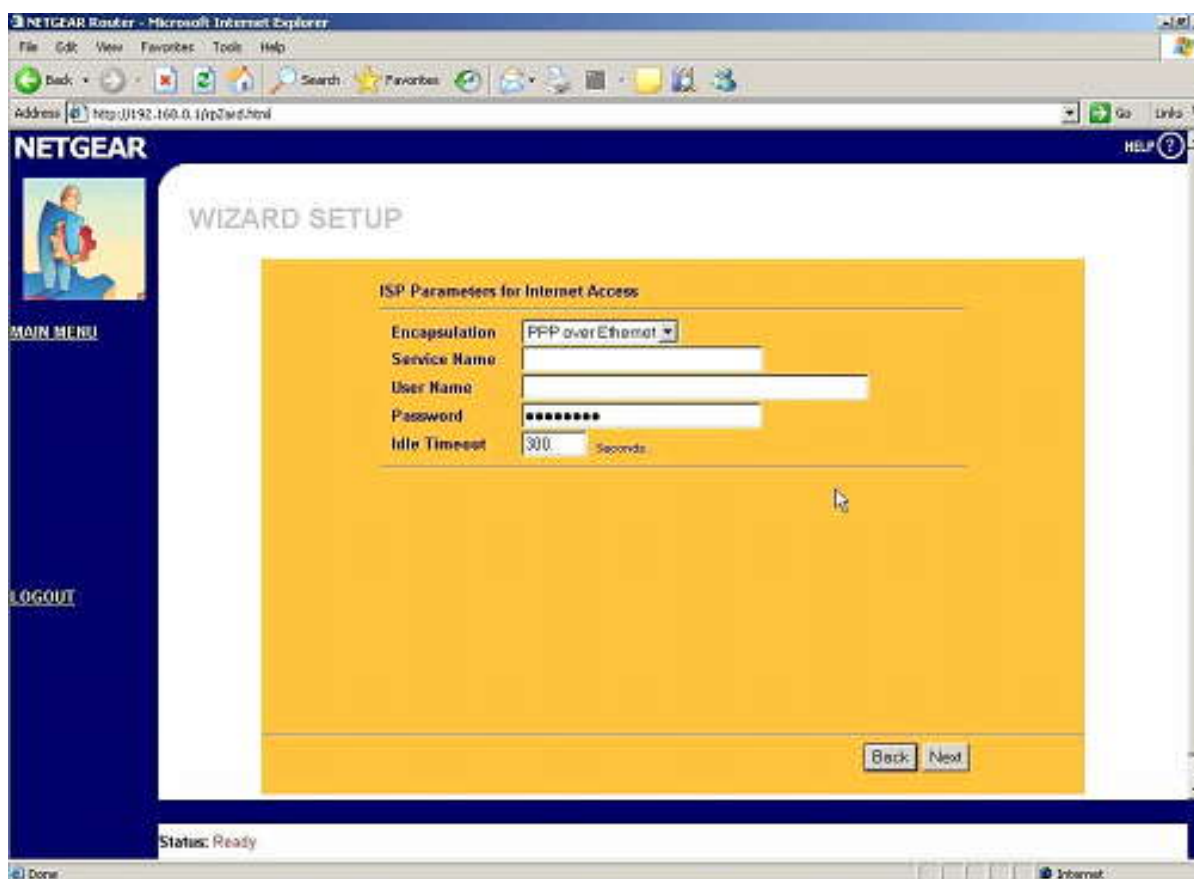 NETGEAR Router - Microsoft Internet Explorer
File Edit View Favorites Tools Help
Back Search Favorites
Address Go Links
NETGEAR
HELP ?
WIZARD SETUP
ISP Parameters for Internet Access
MAIN MENU
Encapsulation PPP over Ethernet
Service Name
User Name
Password ••••••••
Idle Timeout 300 Seconds
LOGOUT
Back Next
Status: Ready
Done Internet